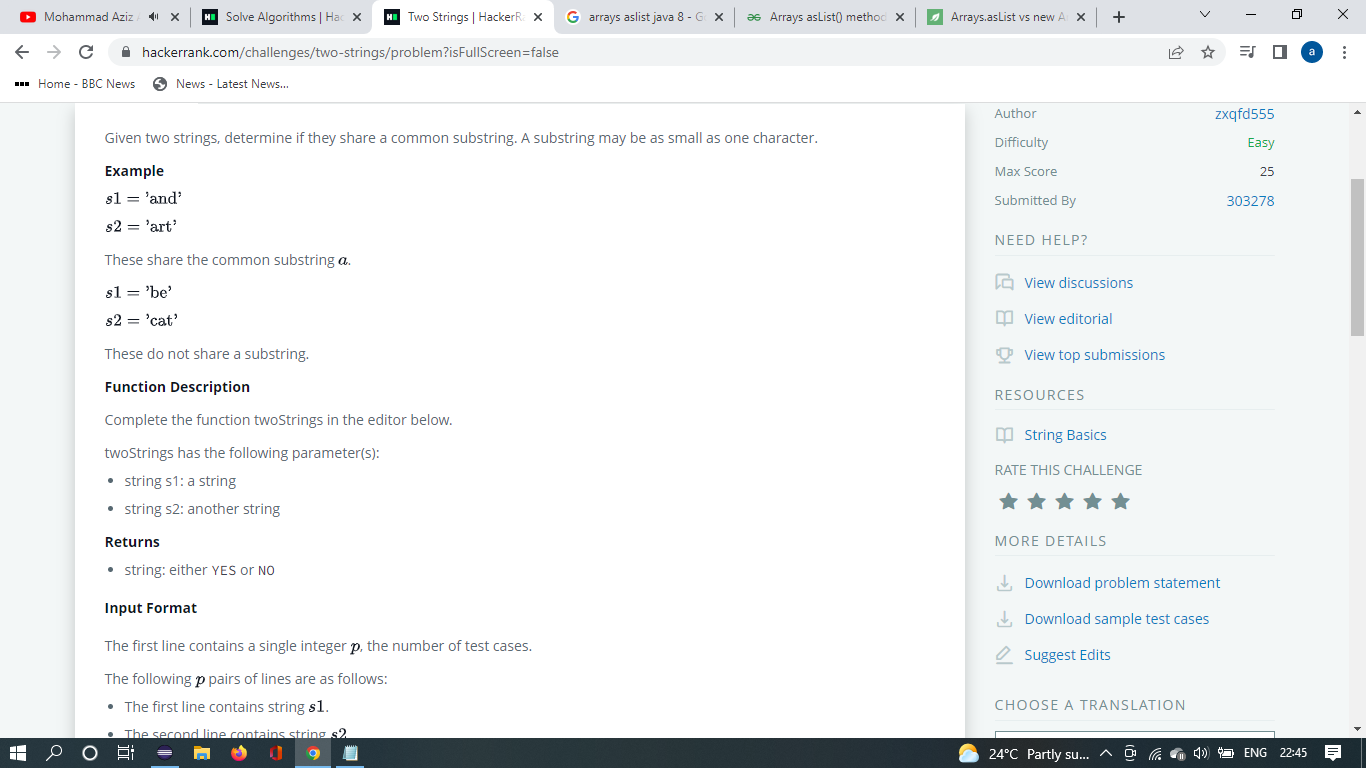 Mohammad Aziz
Solve Algorithms | Ha
Two Strings | HackerR
arrays aslist java 8 - G
Arrays asList() method
Arrays.asList vs new A
hackerrank.com/challenges/two-strings/problem?isFullScreen=false
a
Home - BBC News
News - Latest News...
Given two strings, determine if they share a common substring. A substring may be as small as one character.
Example
s1 = 'and'
s2 = 'art'
These share the common substring a.
s1 = 'be'
s2 = 'cat'
These do not share a substring.
Function Description
Complete the function twoStrings in the editor below.
twoStrings has the following parameter(s):
• string s1: a string
• string s2: another string
Returns
• string: either YES or NO
Input Format
The first line contains a single integer p, the number of test cases.
The following p pairs of lines are as follows:
• The first line contains string s1.
• The second line contains string s2
Author zxqfd555
Difficulty Easy
Max Score 25
Submitted By 303278
NEED HELP?
View discussions
View editorial
View top submissions
RESOURCES
String Basics
RATE THIS CHALLENGE
MORE DETAILS
Download problem statement
Download sample test cases
Suggest Edits
CHOOSE A TRANSLATION
24°C Partly su... ENG 22:45